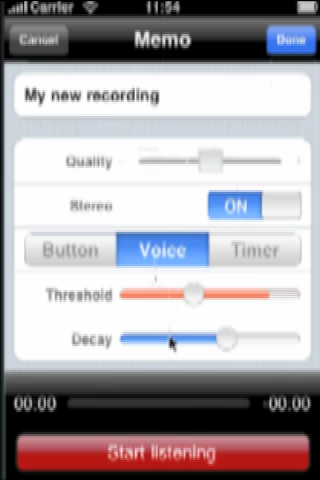 Carrier 11:54
Cancel Memo Done
My new recording
Quality
Stereo ON
Button Voice Timer
Threshold
Decay
00.00 -00.00
Start listening